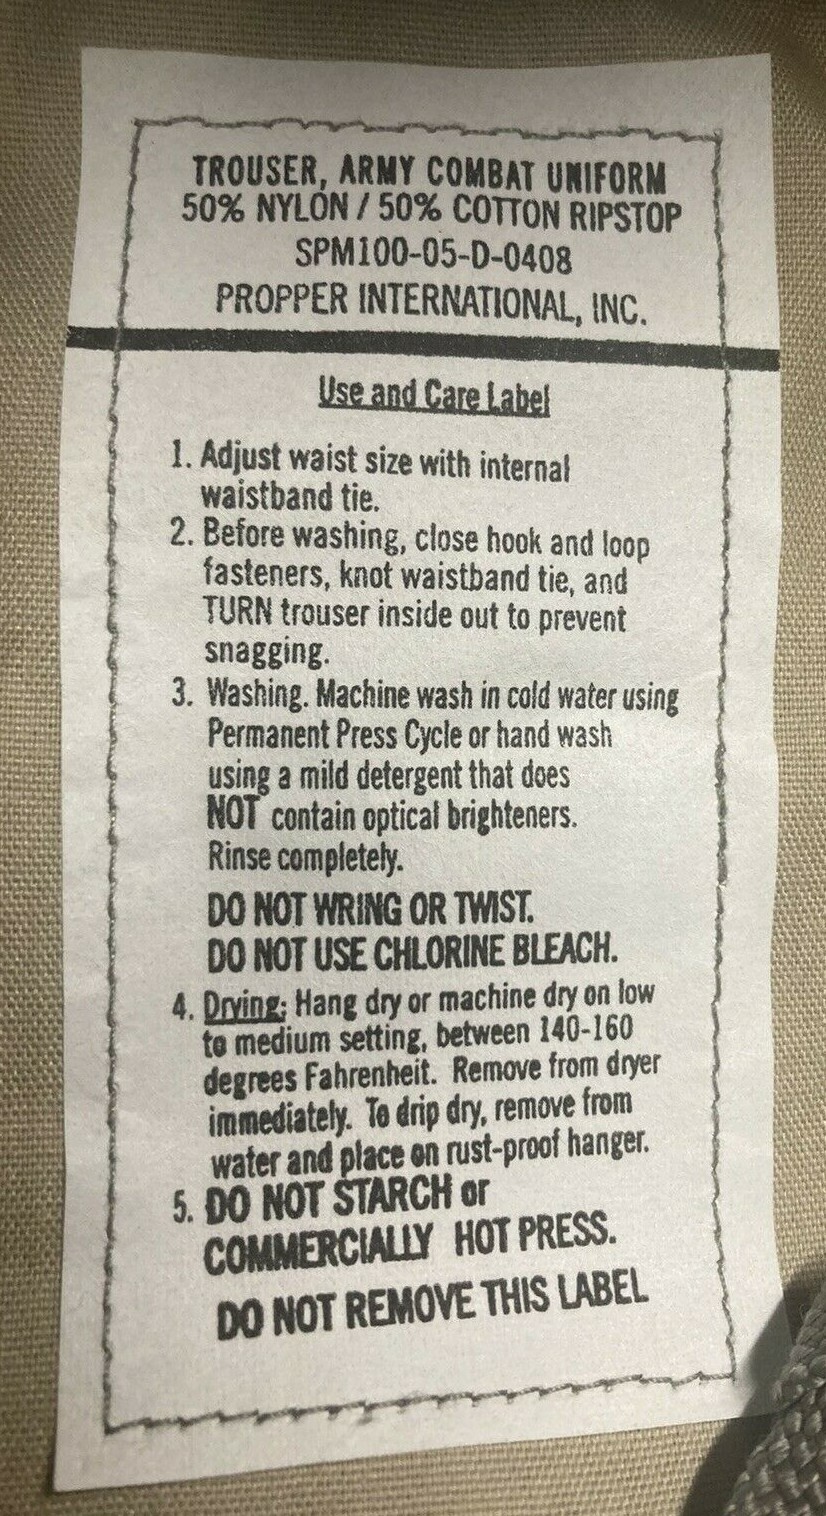 TROUSER, ARMY COMBAT UNIFORM
50% NYLON / 50% COTTON RIPSTOP
SPM100-05-D-0408
PROPPER INTERNATIONAL, INC.
Use and Care Label
1. Adjust waist size with internal
waistband tie.
2. Before washing, close hook and loop
fasteners, knot waistband tie, and
TURN trouser inside out to prevent
snagging.
3. Washing. Machine wash in cold water using
Permanent Press Cycle or hand wash
using a mild detergent that does
NOT contain optical brighteners.
Rinse completely.
DO NOT WRING OR TWIST.
DO NOT USE CHLORINE BLEACH.
4. Drying: Hang dry or machine dry on low
to medium setting, between 140-160
degrees Fahrenheit. Remove from dryer
immediately. To drip dry, remove from
water and place on rust-proof hanger.
5. DO NOT STARCH or
COMMERCIALLY HOT PRESS.
DO NOT REMOVE THIS LABEL